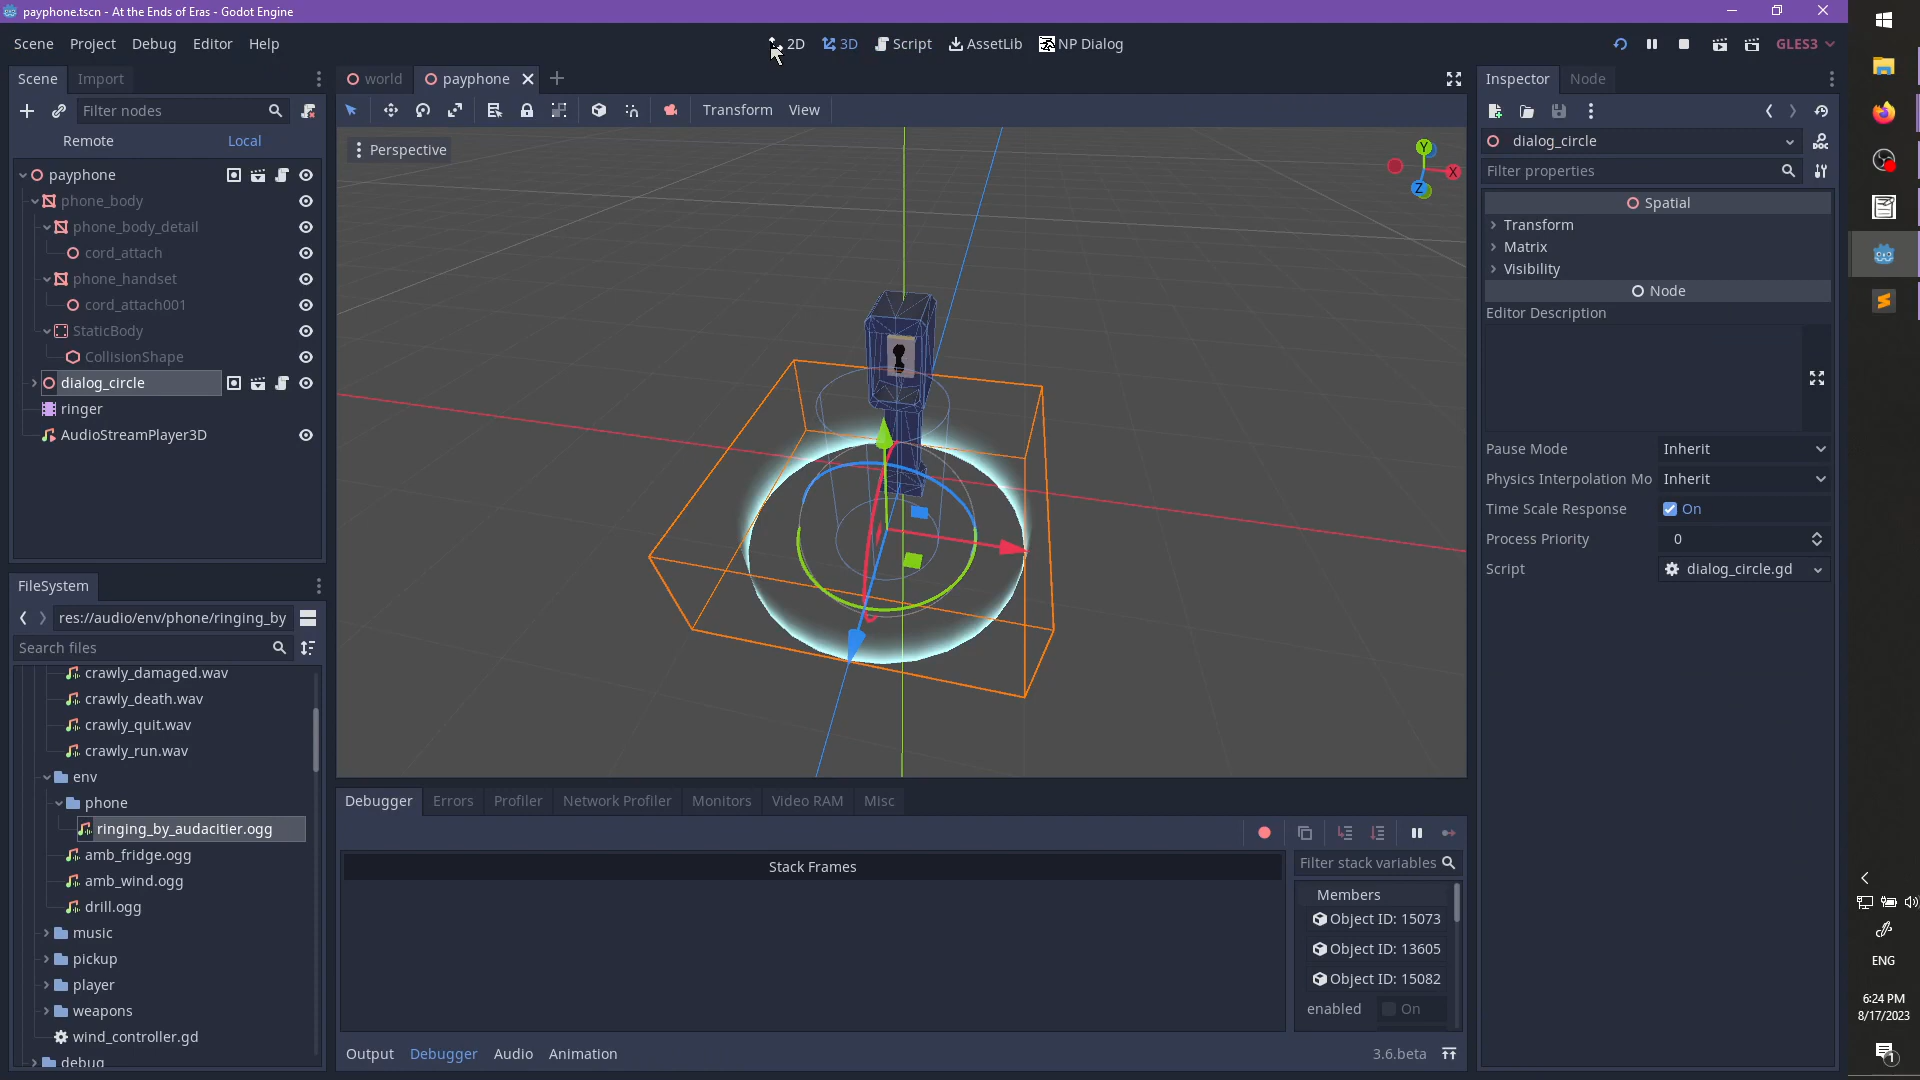 payphone.tscn - At the Ends of Eras - Godot Engine
Scene Project Debug Editor Help
2D 3D Script AssetLib NP Dialog
GLES3
Scene Import
Filter nodes
Remote Local
payphone
phone_body
phone_body_detail
cord_attach
phone_handset
cord_attach001
StaticBody
CollisionShape
dialog_circle
ringer
AudioStreamPlayer3D
FileSystem
res://audio/env/phone/ringing_by
Search files
crawly_damaged.wav
crawly_death.wav
crawly_quit.wav
crawly_run.wav
env
phone
ringing_by_audacitier.ogg
amb_fridge.ogg
amb_wind.ogg
drill.ogg
music
pickup
player
weapons
wind_controller.gd
debug
world payphone
Transform View
Perspective
Y
X
Z
Debugger Errors Profiler Network Profiler Monitors Video RAM Misc
Stack Frames
Filter stack variables
Members
Object ID: 15073
Object ID: 13605
Object ID: 15082
enabled On
Output Debugger Audio Animation
3.6.beta
Inspector Node
dialog_circle
Filter properties
Spatial
Transform
Matrix
Visibility
Node
Editor Description
Pause Mode Inherit
Physics Interpolation Mo Inherit
Time Scale Response On
Process Priority 0
Script dialog_circle.gd
ENG
6:24 PM
8/17/2023
1